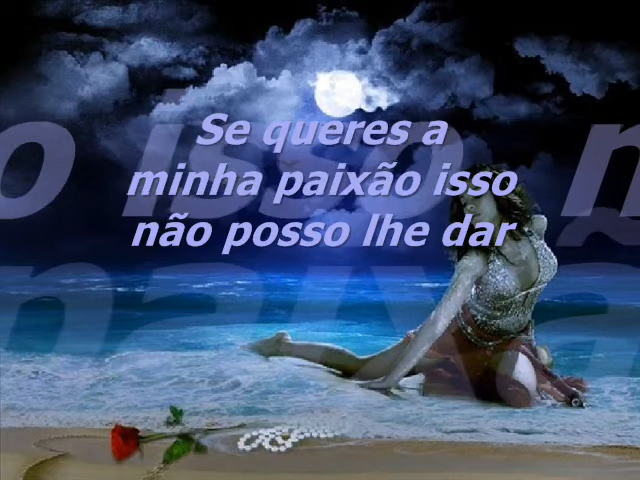 Se queres a
minha paixão isso
não posso lhe dar